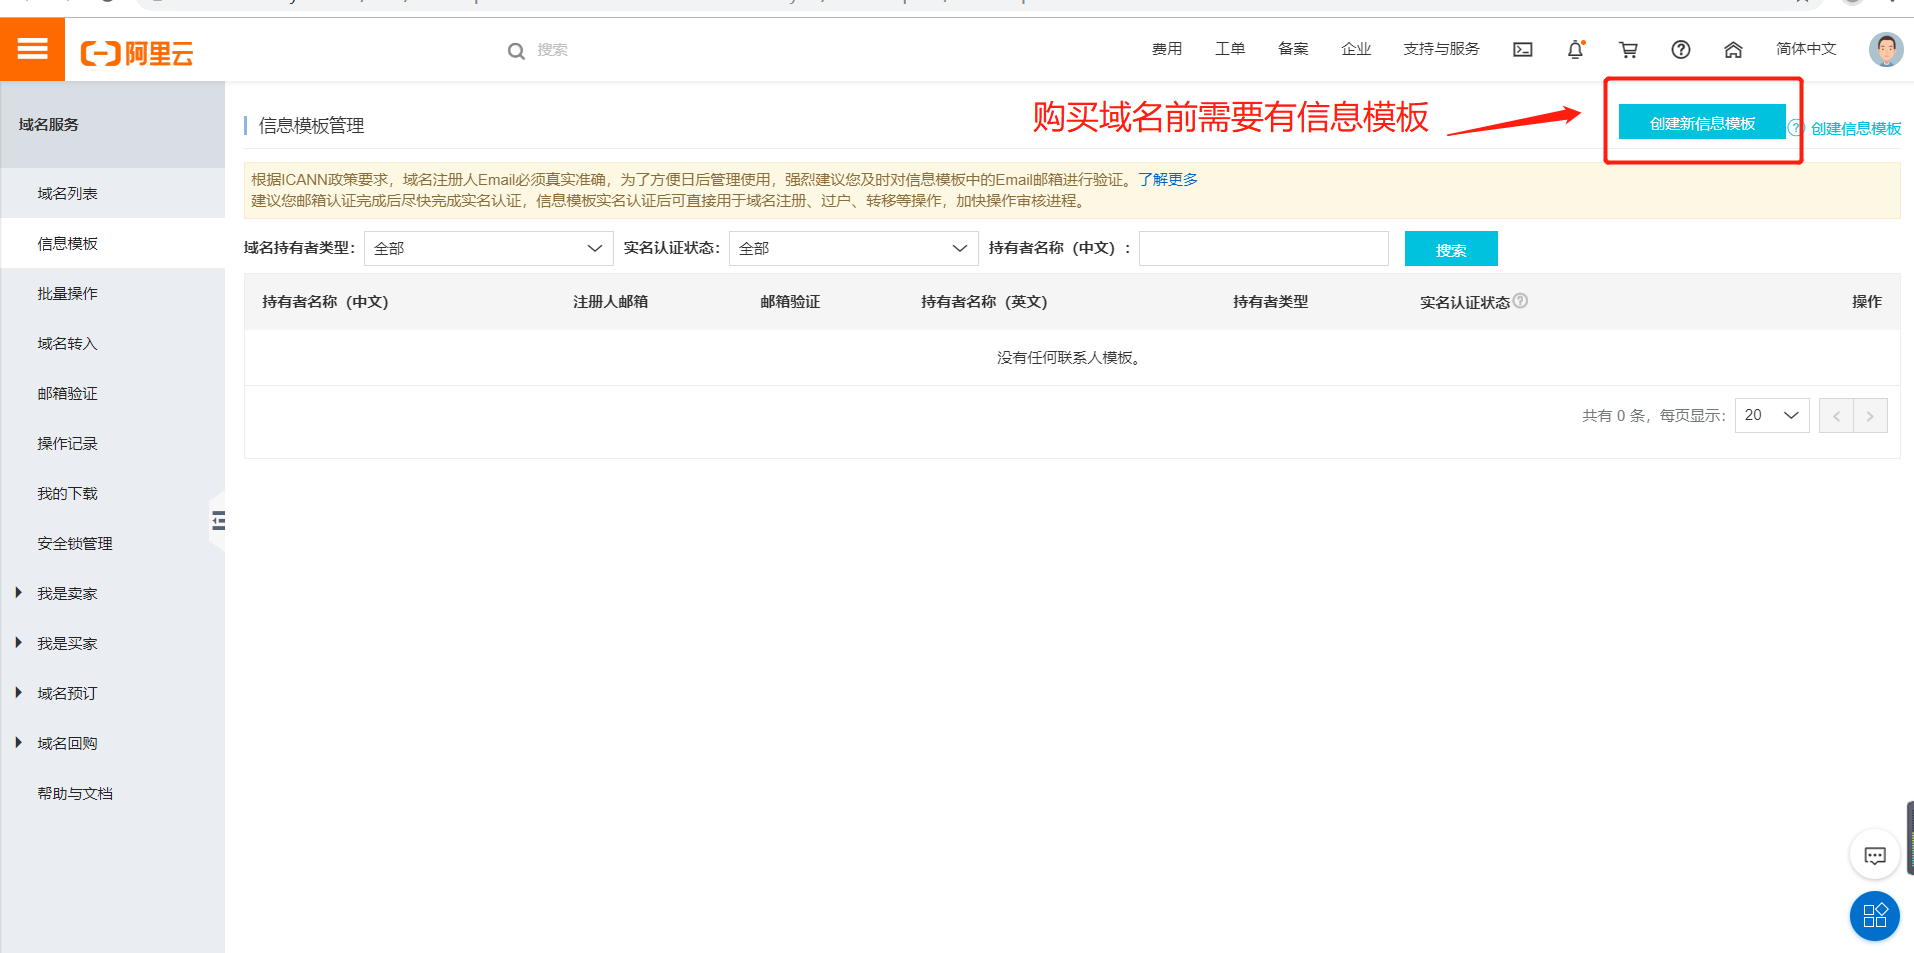 阿里云
搜索
费用 工单 备案 企业 支持与服务 简体中文
域名服务
域名列表
信息模板
批量操作
域名转入
邮箱验证
操作记录
我的下载
安全锁管理
我是卖家
我是买家
域名预订
域名回购
帮助与文档
信息模板管理
购买域名前需要有信息模板
创建新信息模板
创建信息模板
根据ICANN政策要求，域名注册人Email必须真实准确，为了方便日后管理使用，强烈建议您及时对信息模板中的Email邮箱进行验证。了解更多
建议您邮箱认证完成后尽快完成实名认证，信息模板实名认证后可直接用于域名注册、过户、转移等操作，加快操作审核进程。
域名持有者类型： 全部 实名认证状态： 全部 持有者名称（中文）： 搜索
持有者名称（中文） 注册人邮箱 邮箱验证 持有者名称（英文） 持有者类型 实名认证状态 操作
没有任何联系人模板。
共有 0 条，每页显示： 20 < >